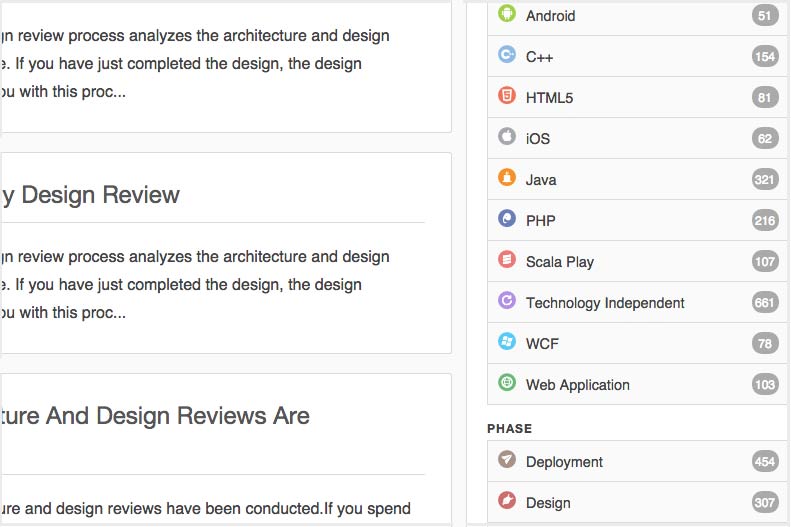 gn review process analyzes the architecture and design
e. If you have just completed the design, the design
ou with this proc...
y Design Review
gn review process analyzes the architecture and design
e. If you have just completed the design, the design
ou with this proc...
ture And Design Reviews Are
ure and design reviews have been conducted.If you spend
Android 51
C++ 154
HTML5 81
iOS 62
Java 321
PHP 216
Scala Play 107
Technology Independent 661
WCF 78
Web Application 103
PHASE
Deployment 454
Design 307